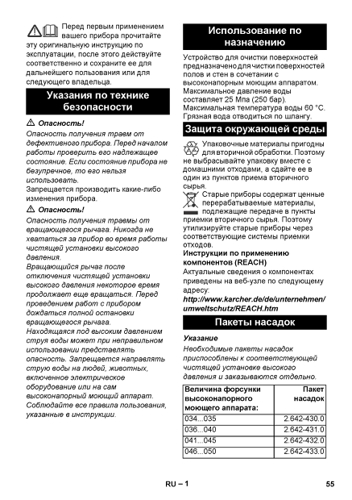 Перед первым применением
вашего прибора прочитайте
эту оригинальную инструкцию по
эксплуатации, после этого действуйте
соответственно и сохраните ее для
дальнейшего пользования или для
следующего владельца.
Указания по технике
безопасности
Опасность!
Опасность получения травм от
дефектного прибора. Перед началом
работы проверить его надлежащее
состояние. Если состояние прибора не
безупречное, то его нельзя
использовать.
Запрещается производить какие-либо
изменения прибора.
Опасность!
Опасность получения травмы от
вращающегося рычага. Никогда не
хвататься за прибор во время работы
чистящей установки высокого
давления.
Вращающийся рычаг после
отключения чистящей установки
высокого давления некоторое время
продолжает еще вращаться. Перед
проведением работ с прибором
дождаться полной остановки
вращающегося рычага.
Находящаяся под высоким давлением
струя воды может при неправильном
использовании представлять
опасность. Запрещается направлять
струю воды на людей, животных,
включенное электрическое
оборудование или на сам
высоконапорный моющий аппарат.
Соблюдайте все правила пользования,
указанные в инструкции.
Использование по
назначению
Устройство для очистки поверхностей
предназначено для чистки поверхностей
полов и стен в сочетании с
высоконапорным моющим аппаратом.
Максимальное давление воды
составляет 25 Мпа (250 бар).
Максимальная температура воды 60 °C.
Грязная вода отводиться по шлангу.
Защита окружающей среды
Упаковочные материалы пригодны
для вторичной обработки. Поэтому
не выбрасывайте упаковку вместе с
домашними отходами, а сдайте ее в
один из пунктов приема вторичного
сырья.
Старые приборы содержат ценные
перерабатываемые материалы,
подлежащие передаче в пункты
приемки вторичного сырья. Поэтому
утилизируйте старые приборы через
соответствующие системы приемки
отходов.
Инструкции по применению
компонентов (REACH)
Актуальные сведения о компонентах
приведены на веб-узле по следующему
адресу:
http://www.karcher.de/de/unternehmen/
umweltschutz/REACH.htm
Пакеты насадок
Указание
Необходимые пакеты насадок
приспособлены к соответствующей
чистящей установке высокого
давления и заказываются отдельно.
Величина форсунки Пакет
высоконапорного насадок
моющего аппарата:
034...035 2.642-430.0
036...040 2.642-431.0
041...045 2.642-432.0
046...050 2.642-433.0
RU – 1 55